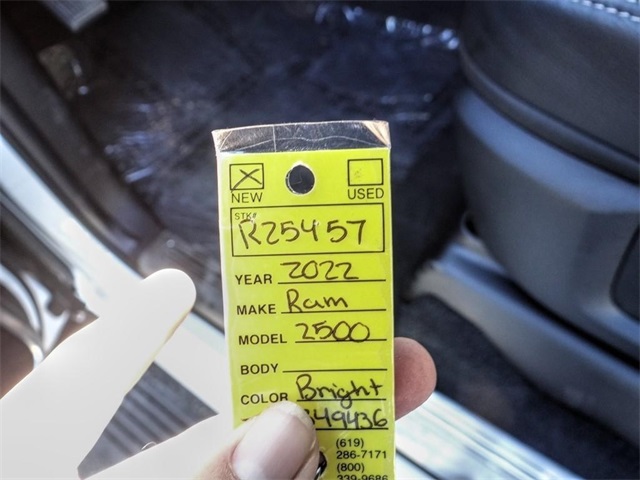 NEW USED
STK# R25457
YEAR 2022
MAKE Ram
MODEL 2500
BODY
COLOR Bright
349436
(619)
286-7171
(800)
339-9686